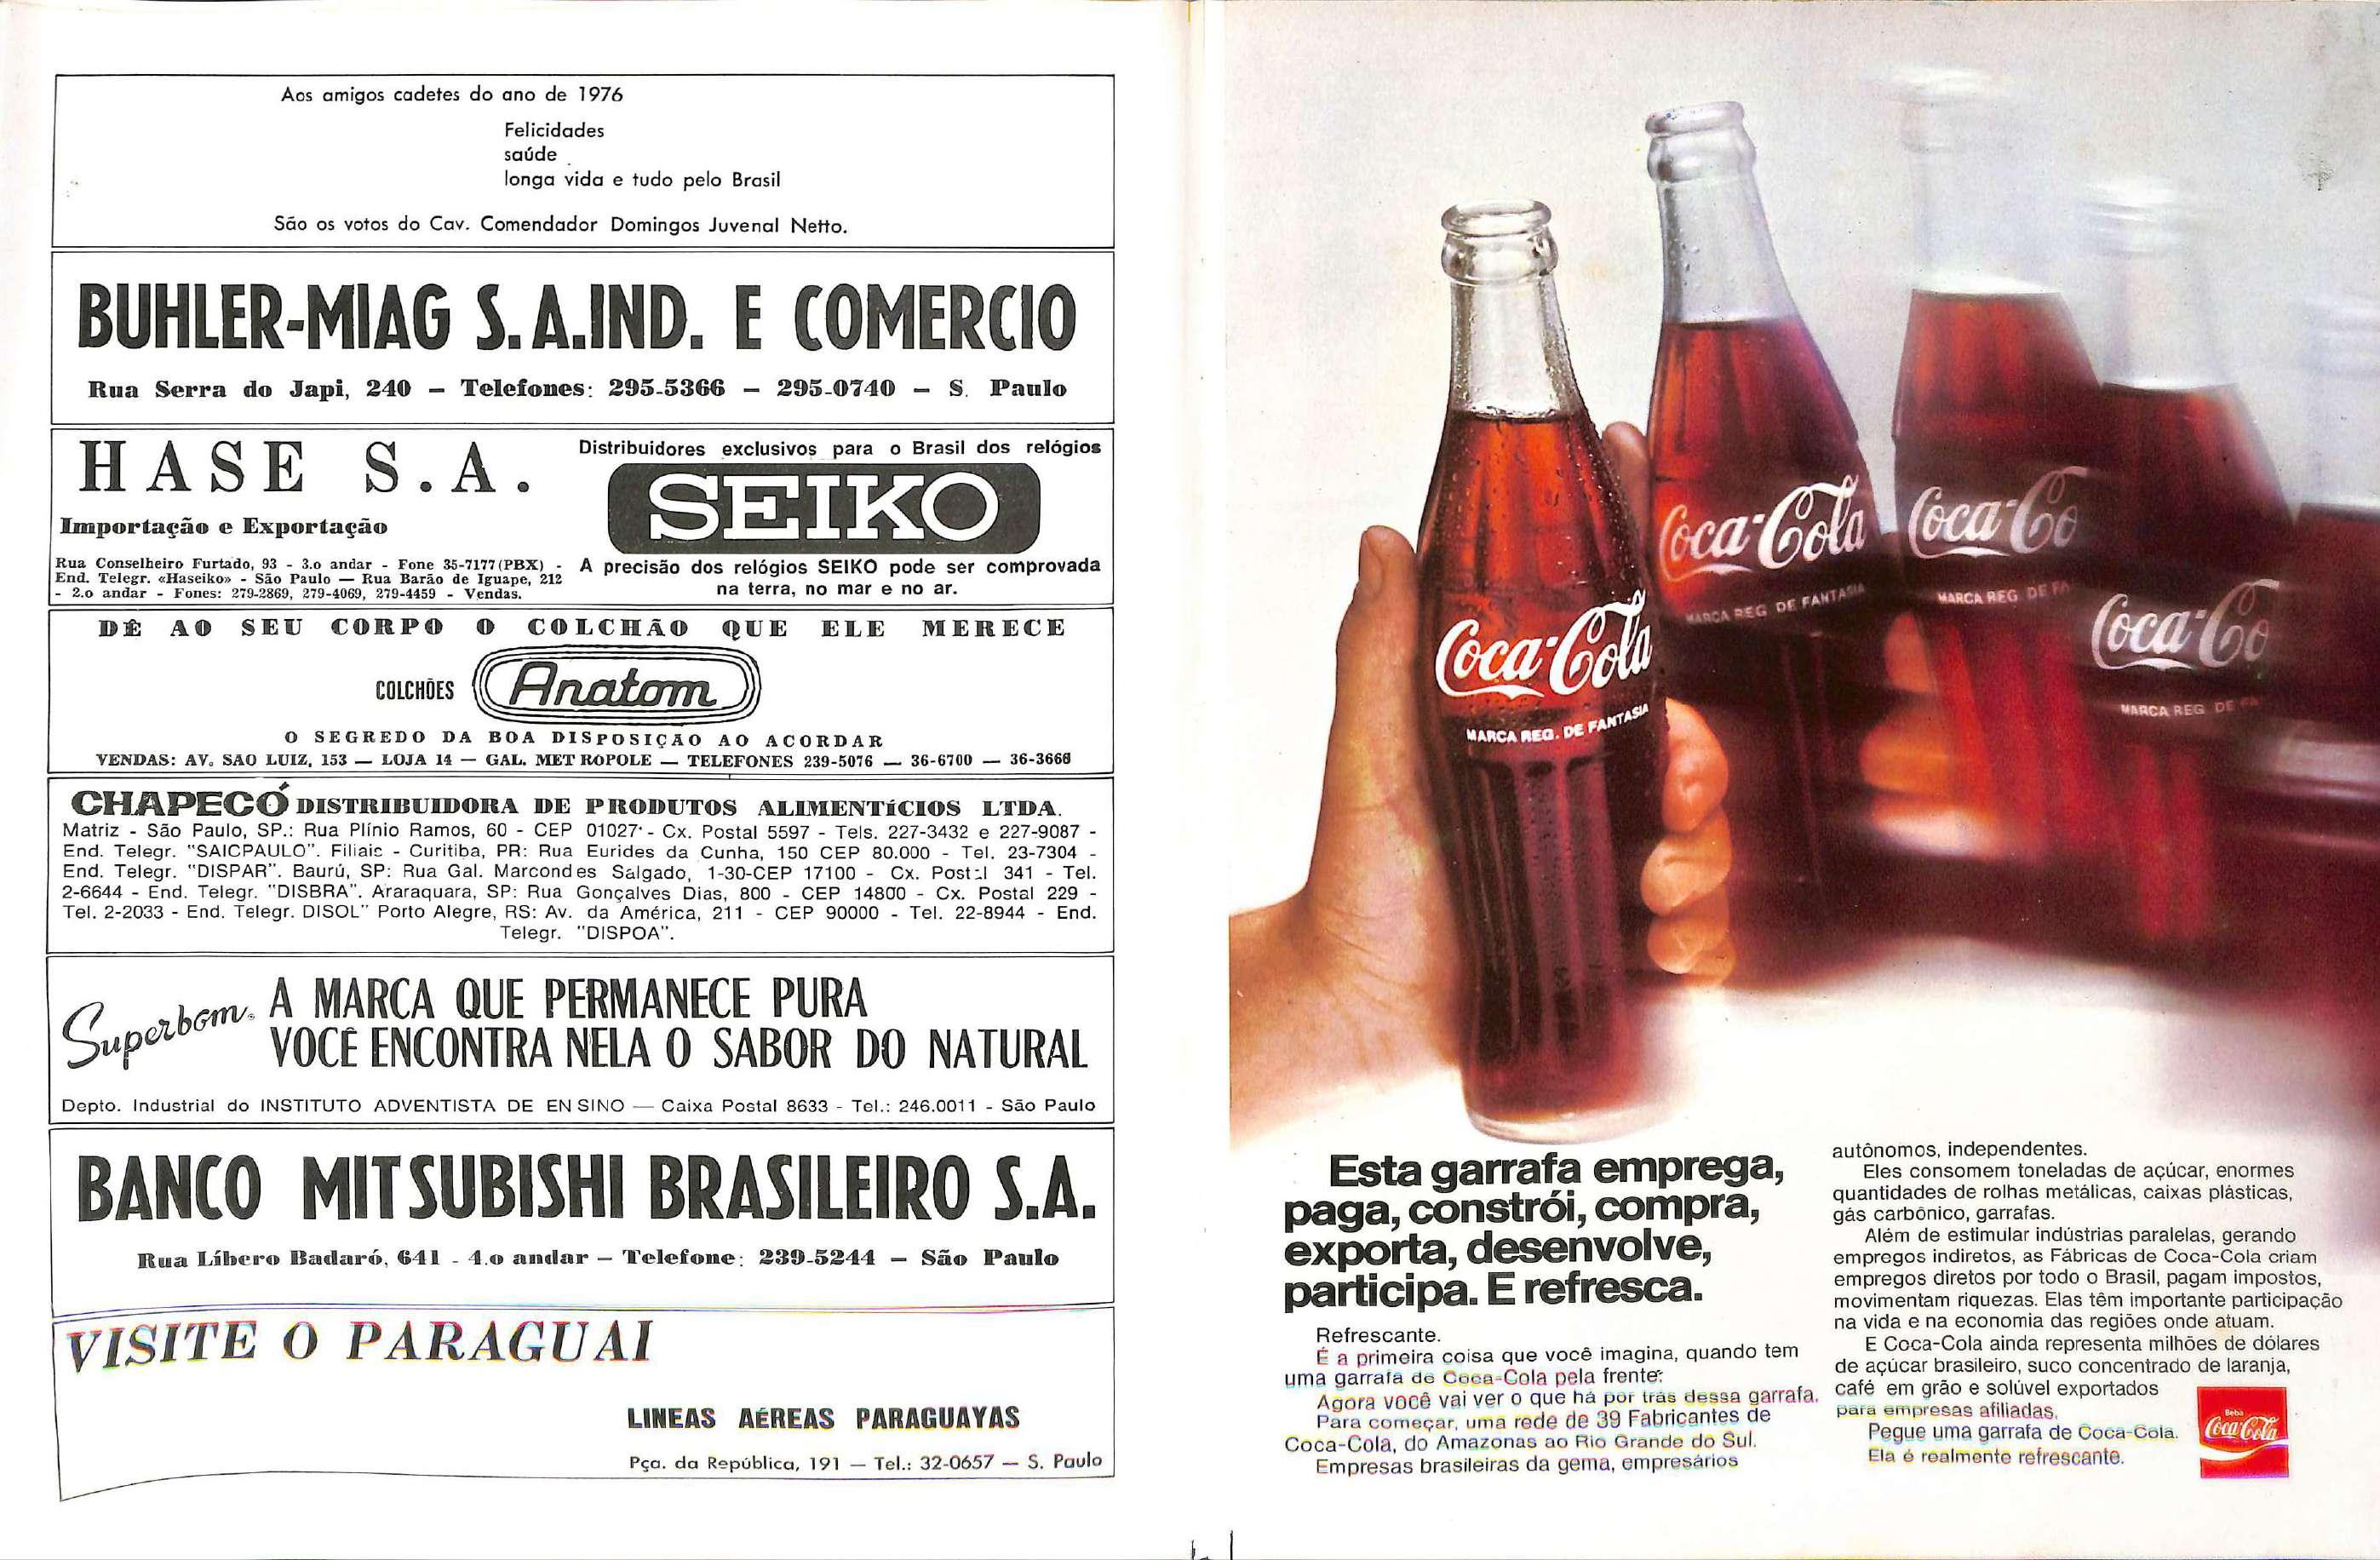 Aos amigos cadetes do ano de 1976
Felicidades
saúde
longa vida e tudo pelo Brasil
São os votos do Cav. Comendador Domingos Juvenal Netto.
BUHLER-MIAG S.A.IND. E COMERCIO
Rua Serra do Japi, 240 — Telefones: 295-5366 — 295-0740 — S. Paulo
HASE S.A.
Importação e Exportação
Rua Conselheiro Furtado, 93 - 3.o andar - Fone 35-7177 (PBX) -
End. Telegr. «Haseiko» - São Paulo — Rua Barão de Iguape, 212
- 2.o andar - Fones: 279-2869, 279-4069, 279-4459 - Vendas.
Distribuidores exclusivos para o Brasil dos relógios
SEIKO
A precisão dos relógios SEIKO pode ser comprovada
na terra, no mar e no ar.
DÊ AO SEU CORPO O COLCHÃO QUE ELE MERECE
COLCHÕES Anatom
O SEGREDO DA BOA DISPOSIÇÃO AO ACORDAR
VENDAS: AV. SAO LUIZ, 153 — LOJA 14 — GAL. METROPOLE — TELEFONES 239-5076 — 36-6700 — 36-3666
CHAPECÓ DISTRIBUIDORA DE PRODUTOS ALIMENTíCIOS LTDA.
Matriz - São Paulo, SP.: Rua Plínio Ramos, 60 - CEP 01027 - Cx. Postal 5597 - Tels. 227-3432 e 227-9087 -
End. Telegr. "SAICPAULO". Filiais - Curitiba, PR: Rua Eurides da Cunha, 150 CEP 80.000 - Tel. 23-7304 -
End. Telegr. "DISPAR". Baurú, SP: Rua Gal. Marcondes Salgado, 1-30-CEP 17100 - Cx. Postal 341 - Tel.
2-6644 - End. Telegr. "DISBRA". Araraquara, SP: Rua Gonçalves Dias, 800 - CEP 14800 - Cx. Postal 229 -
Tel. 2-2033 - End. Telegr. DISOL" Porto Alegre, RS: Av. da América, 211 - CEP 90000 - Tel. 22-8944 - End.
Telegr. "DISPOA".
Superbom. A MARCA QUE PERMANECE PURA
VOCÊ ENCONTRA NELA O SABOR DO NATURAL
Depto. Industrial do INSTITUTO ADVENTISTA DE ENSINO — Caixa Postal 8633 - Tel.: 246.0011 - São Paulo
BANCO MITSUBISHI BRASILEIRO S.A.
Rua Líbero Badaró, 641 - 4.o andar — Telefone: 239-5244 — São Paulo
VISITE O PARAGUAI
LINEAS AÉREAS PARAGUAYAS
Pça. da República, 191 — Tel.: 32-0657 — S. Paulo
Coca-Cola
MARCA REG. DE FANTASIA
Coca-Cola
MARCA REG DE FANTASIA
Coca-Co
MARCA REG DE FA
Coca-Co
MARCA REG DE FA
Esta garrafa emprega,
paga, constrói, compra,
exporta, desenvolve,
participa. E refresca.
Refrescante.
É a primeira coisa que você imagina, quando tem
uma garrafa de Coca-Cola pela frente:
Agora você vai ver o que há por trás dessa garrafa.
Para começar, uma rede de 39 Fabricantes de
Coca-Cola, do Amazonas ao Rio Grande do Sul.
Empresas brasileiras da gema, empresários
autônomos, independentes.
Eles consomem toneladas de açúcar, enormes
quantidades de rolhas metálicas, caixas plásticas,
gás carbônico, garrafas.
Além de estimular indústrias paralelas, gerando
empregos indiretos, as Fábricas de Coca-Cola criam
empregos diretos por todo o Brasil, pagam impostos,
movimentam riquezas. Elas têm importante participação
na vida e na economia das regiões onde atuam.
E Coca-Cola ainda representa milhões de dólares
de açúcar brasileiro, suco concentrado de laranja,
café em grão e solúvel exportados
para empresas afiliadas.
Pegue uma garrafa de Coca-Cola.
Ela é realmente refrescante.
Beba
Coca-Cola